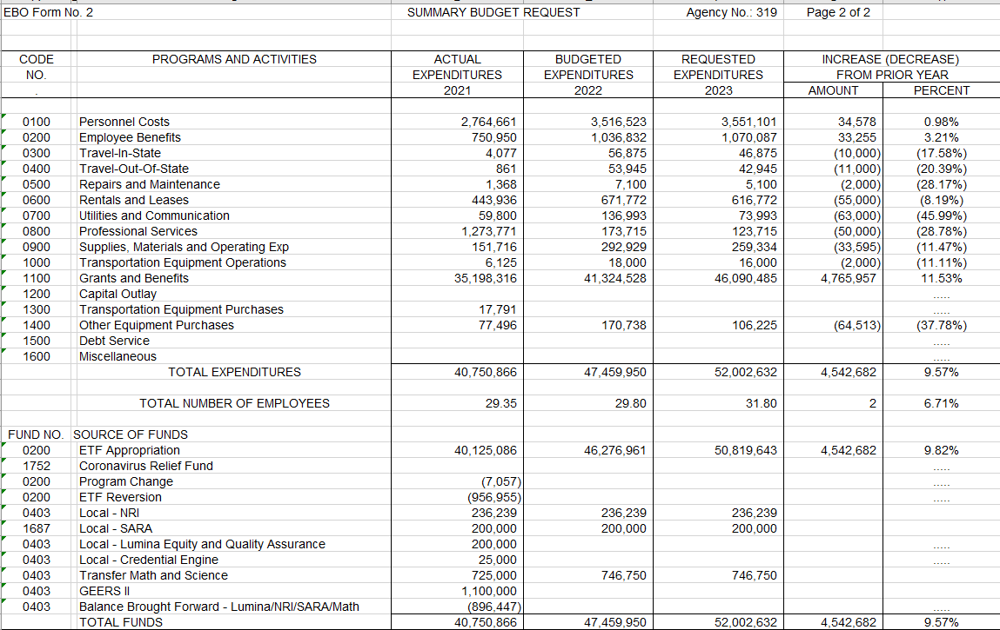 EBO Form No. 2 SUMMARY BUDGET REQUEST Agency No.: 319 Page 2 of 2
CODE PROGRAMS AND ACTIVITIES ACTUAL BUDGETED REQUESTED INCREASE (DECREASE)
NO. EXPENDITURES EXPENDITURES EXPENDITURES FROM PRIOR YEAR
. 2021 2022 2023 AMOUNT PERCENT
0100 Personnel Costs 2,764,661 3,516,523 3,551,101 34,578 0.98%
0200 Employee Benefits 750,950 1,036,832 1,070,087 33,255 3.21%
0300 Travel-In-State 4,077 56,875 46,875 (10,000) (17.58%)
0400 Travel-Out-Of-State 861 53,945 42,945 (11,000) (20.39%)
0500 Repairs and Maintenance 1,368 7,100 5,100 (2,000) (28.17%)
0600 Rentals and Leases 443,936 671,772 616,772 (55,000) (8.19%)
0700 Utilities and Communication 59,800 136,993 73,993 (63,000) (45.99%)
0800 Professional Services 1,273,771 173,715 123,715 (50,000) (28.78%)
0900 Supplies, Materials and Operating Exp 151,716 292,929 259,334 (33,595) (11.47%)
1000 Transportation Equipment Operations 6,125 18,000 16,000 (2,000) (11.11%)
1100 Grants and Benefits 35,198,316 41,324,528 46,090,485 4,765,957 11.53%
1200 Capital Outlay .....
1300 Transportation Equipment Purchases 17,791 .....
1400 Other Equipment Purchases 77,496 170,738 106,225 (64,513) (37.78%)
1500 Debt Service .....
1600 Miscellaneous .....
TOTAL EXPENDITURES 40,750,866 47,459,950 52,002,632 4,542,682 9.57%
TOTAL NUMBER OF EMPLOYEES 29.35 29.80 31.80 2 6.71%
FUND NO. SOURCE OF FUNDS
0200 ETF Appropriation 40,125,086 46,276,961 50,819,643 4,542,682 9.82%
1752 Coronavirus Relief Fund .....
0200 Program Change (7,057) .....
0200 ETF Reversion (956,955) .....
0403 Local - NRI 236,239 236,239 236,239
1687 Local - SARA 200,000 200,000 200,000
0403 Local - Lumina Equity and Quality Assurance 200,000 .....
0403 Local - Credential Engine 25,000 .....
0403 Transfer Math and Science 725,000 746,750 746,750
0403 GEERS II 1,100,000
0403 Balance Brought Forward - Lumina/NRI/SARA/Math (896,447) .....
TOTAL FUNDS 40,750,866 47,459,950 52,002,632 4,542,682 9.57%